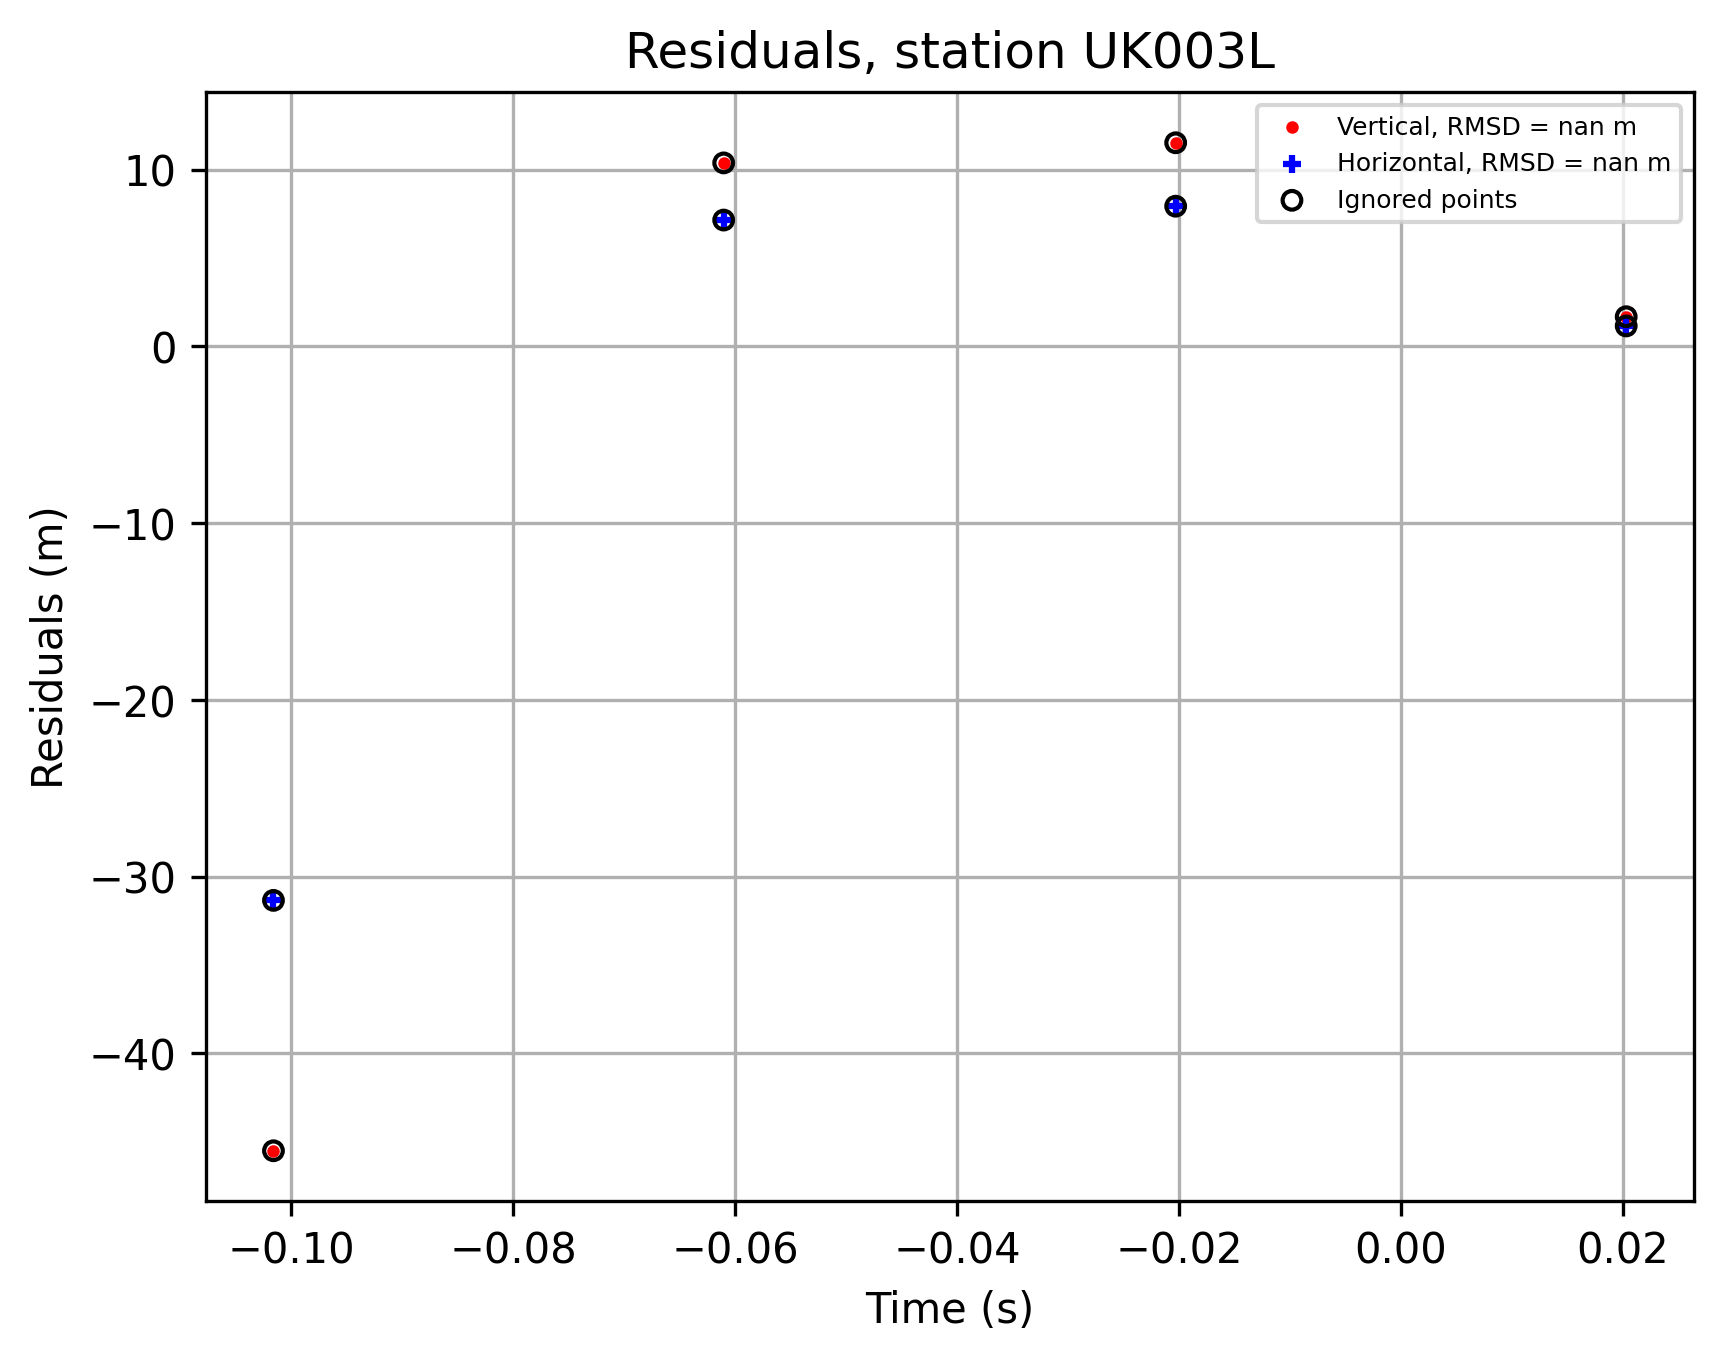 Residuals, station UK003L
Vertical, RMSD = nan m
Horizontal, RMSD = nan m
Ignored points
10
0
−10
−20
−30
−40
Residuals (m)
−0.10 −0.08 −0.06 −0.04 −0.02 0.00 0.02
Time (s)